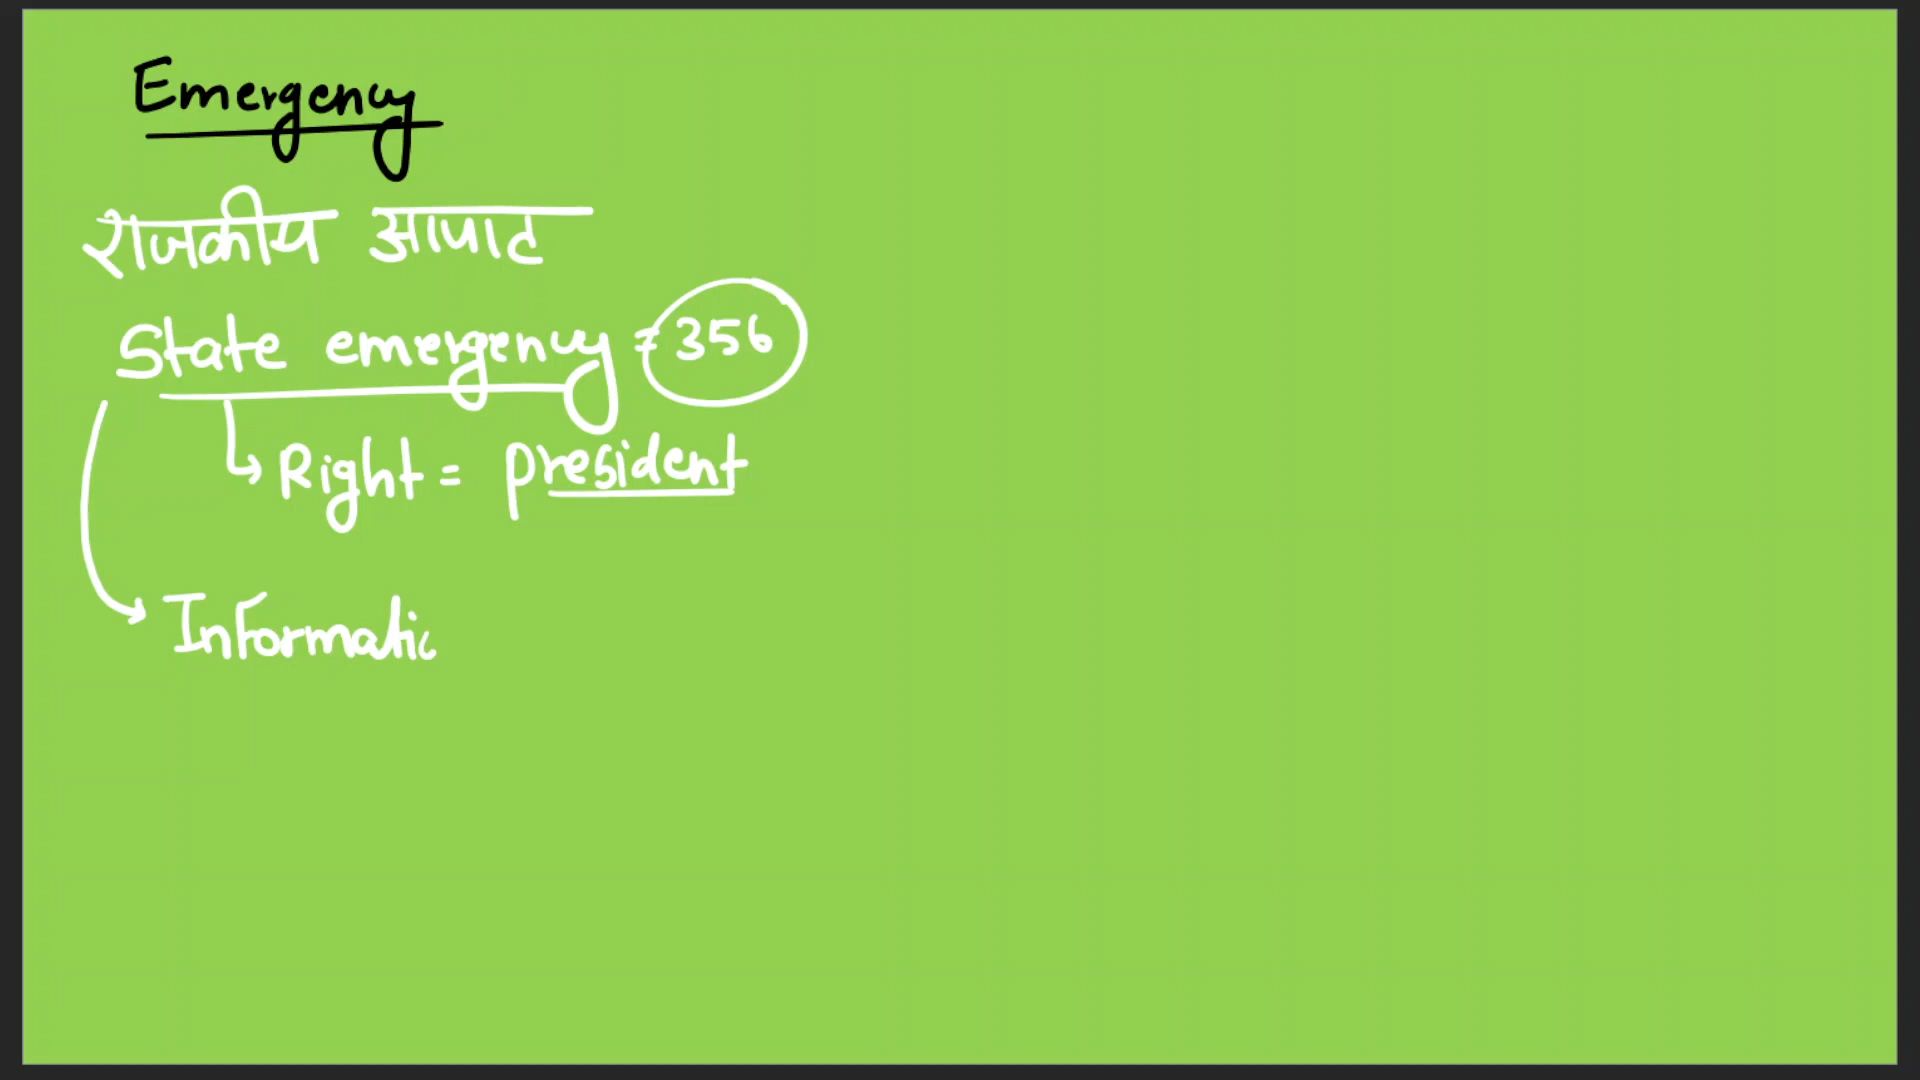 Emergency
राजकीय आपाट
State emergency = 356
Right = president
Informatic